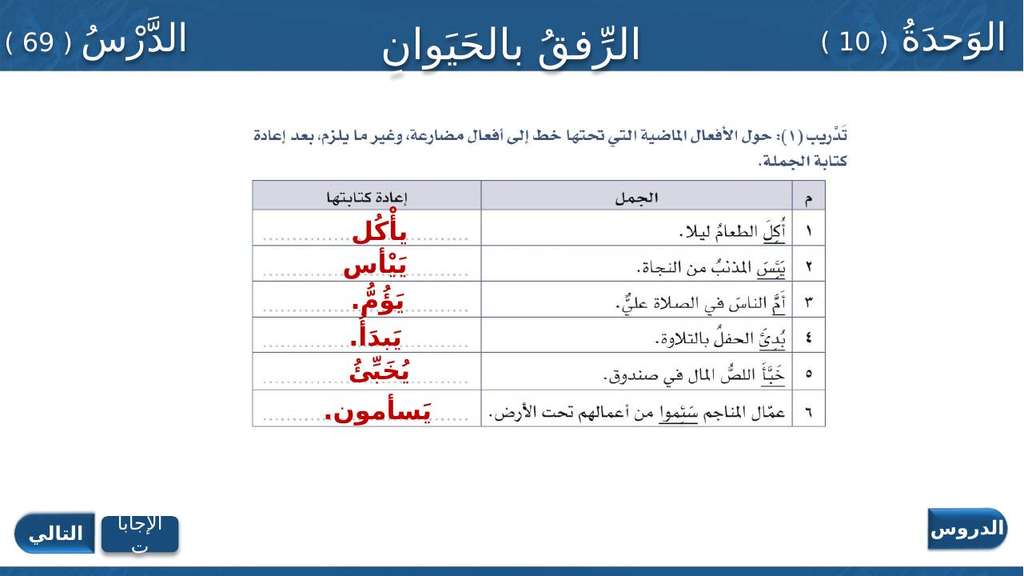 الوَحدَةُ ( 10 )
الرِّفقُ بالحَيَوانِ
الدَّرْسُ ( 69 )
تَدْريب (١): حول الأفعال الماضية التي تحتها خط إلى أفعال مضارعة، وغير ما يلزم، بعد إعادة
كتابة الجملة.
م الجمل إعادة كتابتها
١ أُكِلَ الطعامُ ليلا. يأْكُل
٢ يَئِسَ المذنبُ من النجاة. يَيْأس
٣ أمَّ الناسَ في الصلاة عليٌّ. يَؤُمُّ.
٤ بُدِئَ الحفلُ بالتلاوة. يَبدَأُ.
٥ خَبَّأَ اللصُّ المال في صندوق. يُخَبِّئُ
٦ عمّال المناجم سَئِموا من أعمالهم تحت الأرض. يَسأمون.
الدروس
الإجابا
ت
التالي